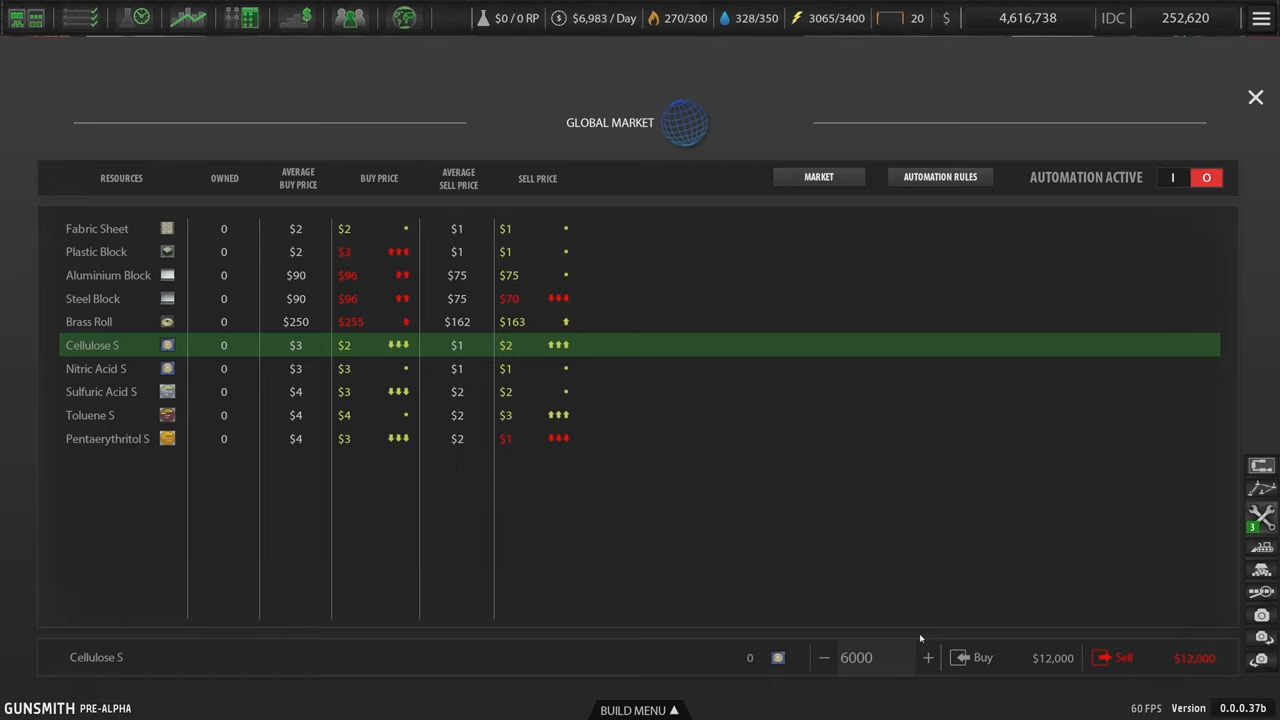 $0 / 0 RP $6,983 / Day 270/300 328/350 3065/3400 20 $ 4,616,738 IDC 252,620
GLOBAL MARKET
RESOURCES OWNED AVERAGE BUY PRICE BUY PRICE AVERAGE SELL PRICE SELL PRICE MARKET AUTOMATION RULES AUTOMATION ACTIVE I O
Fabric Sheet 0 $2 $2 $1 $1
Plastic Block 0 $2 $3 $1 $1
Aluminium Block 0 $90 $96 $75 $75
Steel Block 0 $90 $96 $75 $70
Brass Roll 0 $250 $255 $162 $163
Cellulose S 0 $3 $2 $1 $2
Nitric Acid S 0 $3 $3 $1 $1
Sulfuric Acid S 0 $4 $3 $2 $2
Toluene S 0 $4 $4 $2 $3
Pentaerythritol S 0 $4 $3 $2 $1
3
Cellulose S 0 − 6000 + Buy $12,000 Sell $12,000
BUILD MENU
GUNSMITH PRE-ALPHA 60 FPS Version 0.0.0.37b